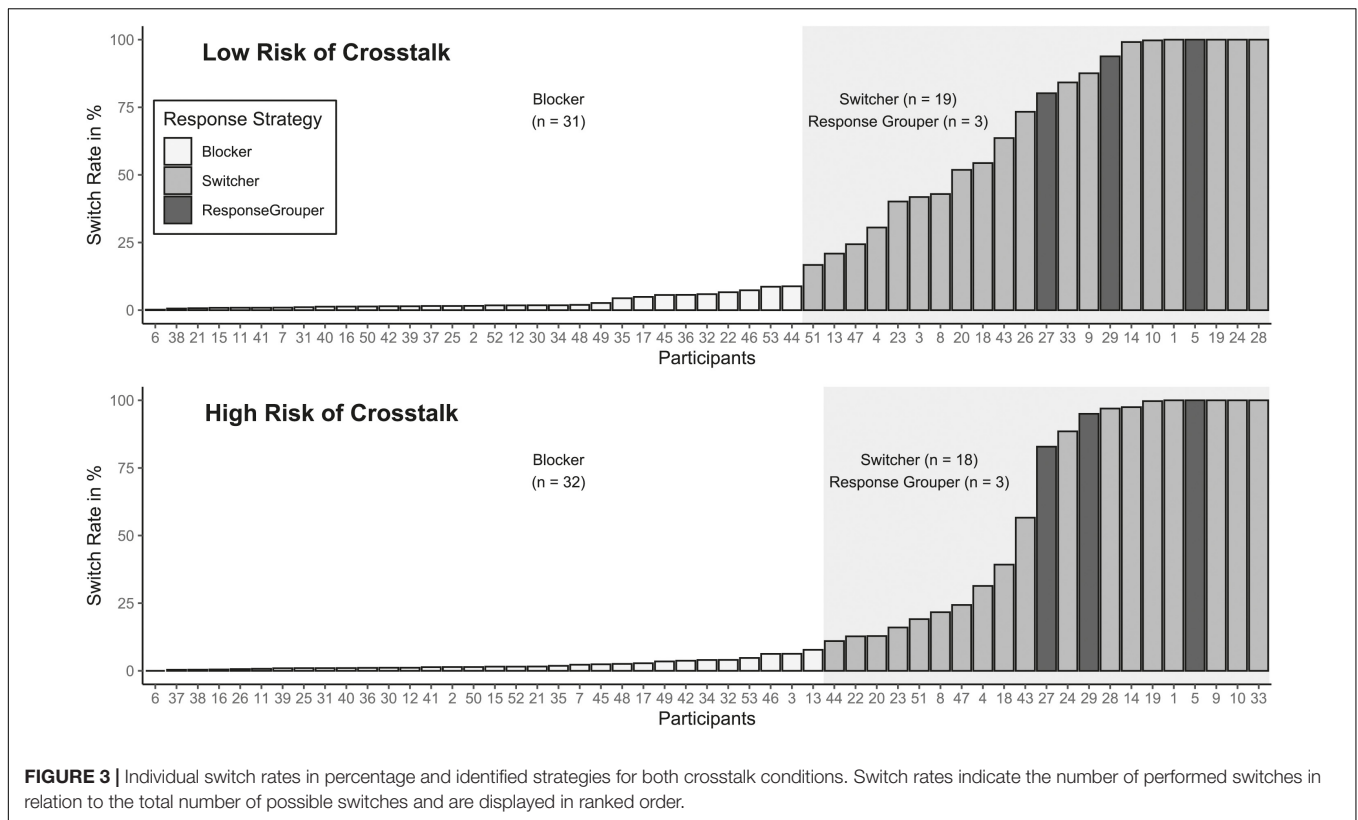 Low Risk of Crosstalk
Switch Rate in %
100
75
50
25
0
Response Strategy
Blocker
Switcher
ResponseGrouper
Blocker
(n = 31)
Switcher (n = 19)
Response Grouper (n = 3)
6 38 21 15 11 41 7 31 40 16 50 42 39 37 25 2 52 12 30 34 48 49 35 17 45 36 32 22 46 53 44 51 13 47 4 23 3 8 20 18 43 26 27 33 9 29 14 10 1 5 19 24 28
Participants
High Risk of Crosstalk
Switch Rate in %
100
75
50
25
0
Blocker
(n = 32)
Switcher (n = 18)
Response Grouper (n = 3)
6 37 38 16 26 11 39 25 31 40 36 30 12 41 2 50 15 52 21 35 7 45 48 17 49 42 34 32 53 46 3 13 44 22 20 23 51 8 47 4 18 43 27 24 29 28 14 19 1 5 9 10 33
Participants
FIGURE 3 | Individual switch rates in percentage and identified strategies for both crosstalk conditions. Switch rates indicate the number of performed switches in
relation to the total number of possible switches and are displayed in ranked order.